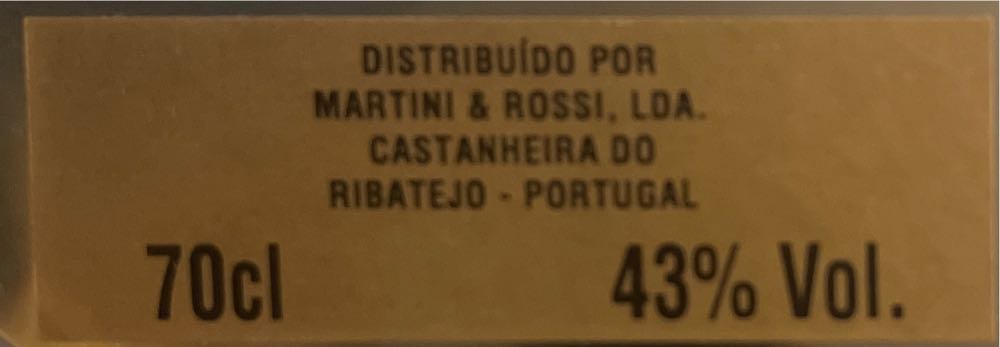 DISTRIBUÍDO POR
MARTINI & ROSSI, LDA.
CASTANHEIRA DO
RIBATEJO - PORTUGAL
70cl 43% Vol.